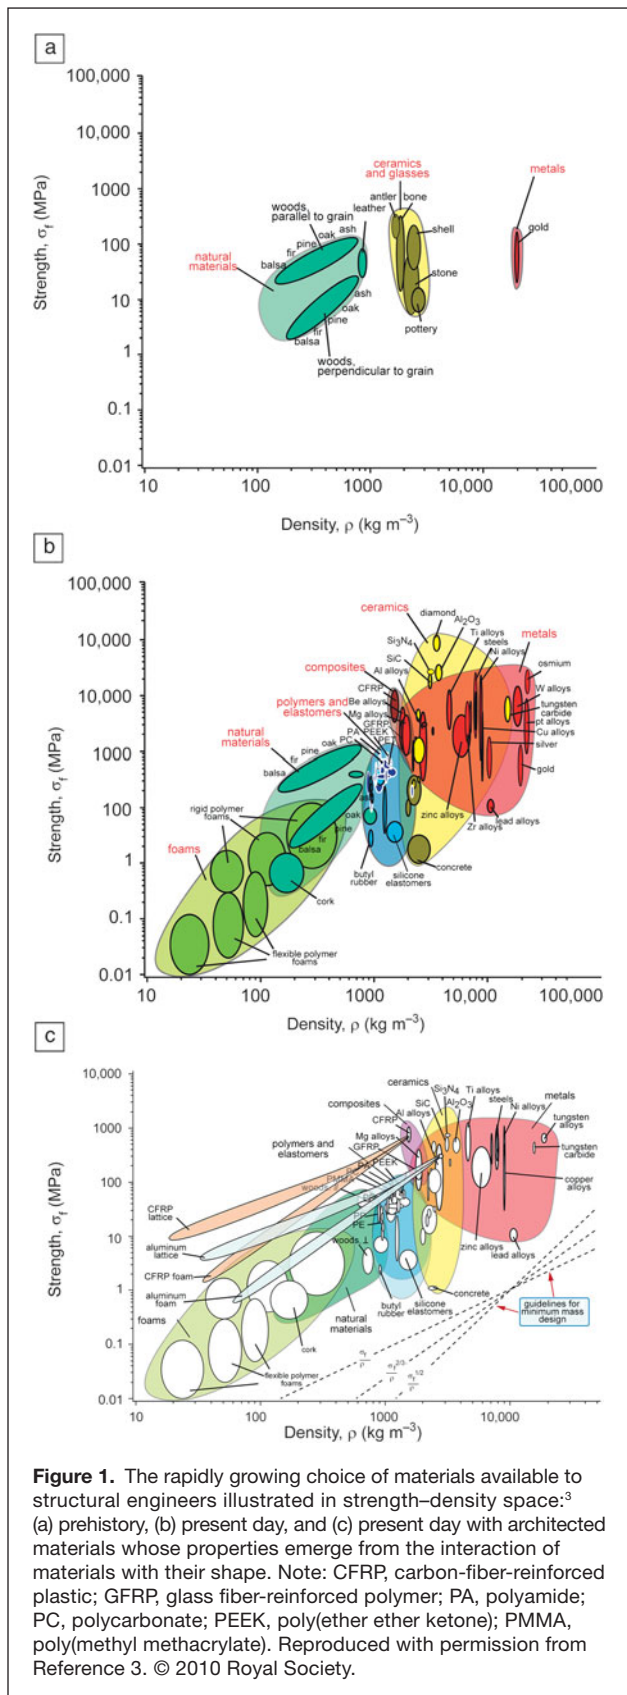 a
100,000
10,000
1000
100
10
1
0.1
0.01
Strength, σf (MPa)
10
100
1000
10,000
100,000
Density, ρ (kg m−3)
ceramics
and glasses
metals
antler
bone
woods,
parallel to grain
leather
shell
gold
ash
oak
pine
fir
balsa
natural
materials
stone
ash
oak
pine
fir
balsa
pottery
woods,
perpendicular to grain
b
100,000
10,000
10,000
1000
100
1
0.1
0.01
Strength, σf (MPa)
10
100
1000
10,000
100,000
Density, ρ (kg m−3)
ceramics
diamond
Al2O3
Ti alloys
steels
Ni alloys
metals
Si3N4
SiC
Al alloys
composites
osmium
CFRP
Be alloys
W alloys
polymers and
elastomers
Mg alloys
GFRP,
PA PEEK
PC
PET
tungsten
carbide
pt alloys
Cu alloys
natural
materials
oak
pine
fir
balsa
silver
gold
rigid polymer
foams
ash
oak
pine
fir
balsa
zinc alloys
Zr alloys
lead alloys
foams
butyl
rubber
silicone
elastomers
concrete
cork
flexible polymer
foams
c
10,000
1000
100
10
1
0.1
0.01
Strength, σf (MPa)
10
100
1000
10,000
Density, ρ (kg m−3)
ceramics
Si3N4
Ti alloys
SiC
Al2O3
steels
Ni alloys
metals
composites
CFRP
Al alloys
tungsten
alloys
polymers and
elastomers
Mg alloys
GFRP
PEEK
PA
PMMA
woods,
tungsten
carbide
copper
alloys
CFRP
lattice
PE
woods⊥
zinc alloys
lead alloys
aluminum
lattice
CFRP foam
aluminum
foam
foams
natural
materials
butyl
rubber
silicone
elastomers
concrete
guidelines for
minimum mass
design
cork
σf/ρ
σf2/3/ρ
σf1/2/ρ
flexible polymer
foams
Figure 1. The rapidly growing choice of materials available to
structural engineers illustrated in strength–density space:3
(a) prehistory, (b) present day, and (c) present day with architected
materials whose properties emerge from the interaction of
materials with their shape. Note: CFRP, carbon-fiber-reinforced
plastic; GFRP, glass fiber-reinforced polymer; PA, polyamide;
PC, polycarbonate; PEEK, poly(ether ether ketone); PMMA,
poly(methyl methacrylate). Reproduced with permission from
Reference 3. © 2010 Royal Society.